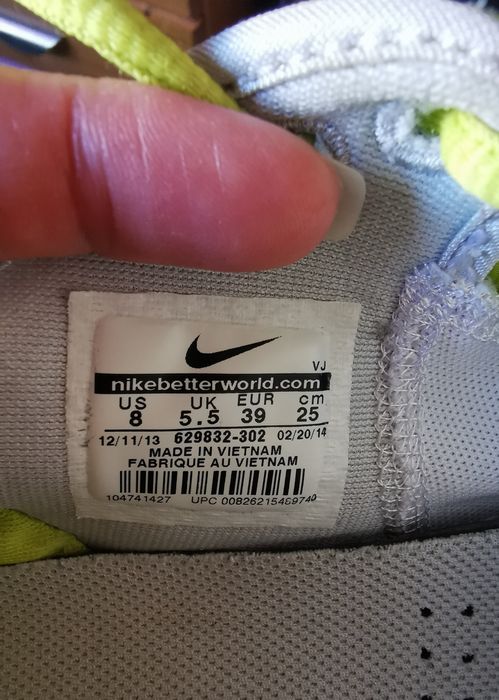 VJ
nikebetterworld.com
US UK EUR cm
8 5.5 39 25
12/11/13 629832-302 02/20/14
MADE IN VIETNAM
FABRIQUE AU VIETNAM
104741427 UPC 00826215489740